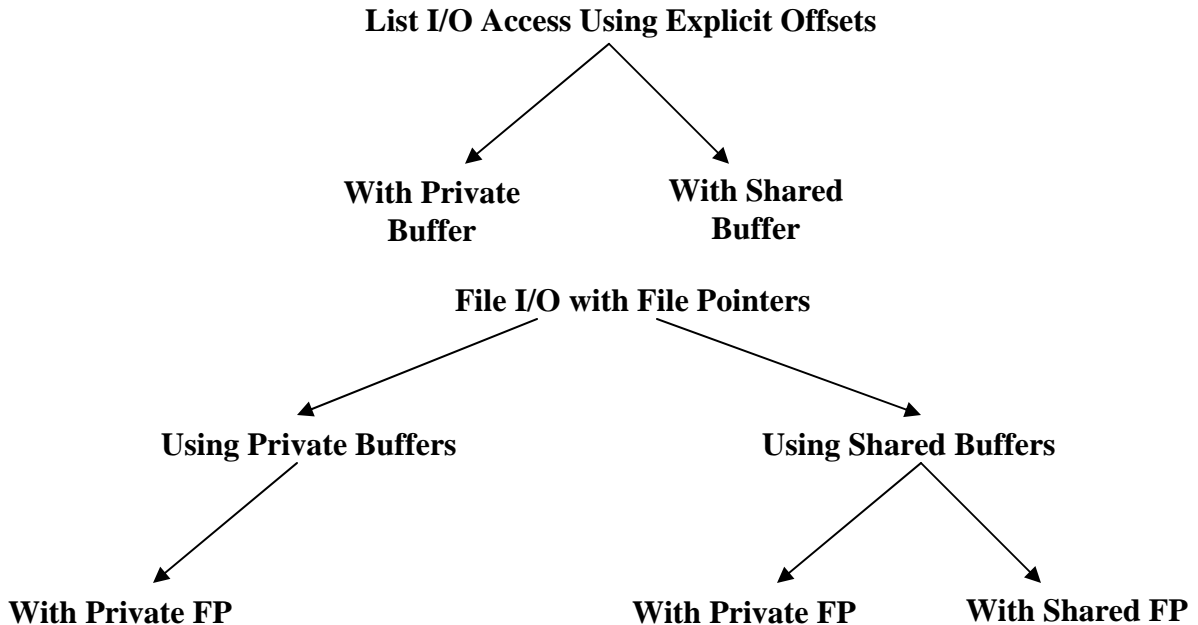 List I/O Access Using Explicit Offsets
With Private
Buffer
With Shared
Buffer
File I/O with File Pointers
Using Private Buffers
Using Shared Buffers
With Private FP
With Private FP
With Shared FP